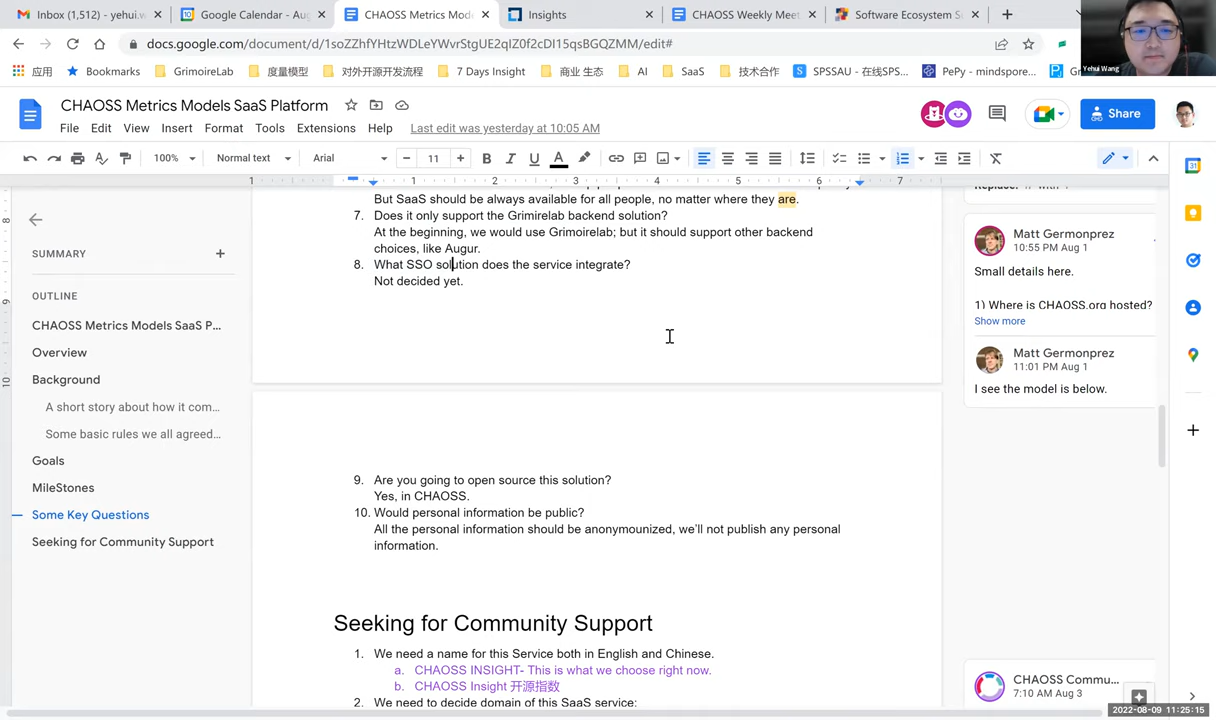 Inbox (1,512) - yehui.w
Google Calendar - Aug
CHAOSS Metrics Mode
Insights
CHAOSS Weekly Meet
Software Ecosystem S
docs.google.com/document/d/1soZZhfYHtzWDLeYWvrStgUE2qIZ0f2cDI15qsBGQZMM/edit#
应用
Bookmarks
GrimoireLab
度量模型
对外开源开发流程
7 Days Insight
商业 生态
AI
SaaS
技术合作
SPSSAU - 在线SPS...
PePy - mindspore...
Yehui Wang
CHAOSS Metrics Models SaaS Platform
File Edit View Insert Format Tools Extensions Help
Last edit was yesterday at 10:05 AM
Share
100%
Normal text
Arial
11
SUMMARY
OUTLINE
CHAOSS Metrics Models SaaS P...
Overview
Background
A short story about how it com...
Some basic rules we all agreed...
Goals
MileStones
Some Key Questions
Seeking for Community Support
But SaaS should be always available for all people, no matter where they are.
7. Does it only support the Grimirelab backend solution?
At the beginning, we would use Grimoirelab; but it should support other backend
choices, like Augur.
8. What SSO solution does the service integrate?
Not decided yet.
9. Are you going to open source this solution?
Yes, in CHAOSS.
10. Would personal information be public?
All the personal information should be anonymounized, we'll not publish any personal
information.
Seeking for Community Support
1. We need a name for this Service both in English and Chinese.
a. CHAOSS INSIGHT- This is what we choose right now.
b. CHAOSS Insight 开源指数
2. We need to decide domain of this SaaS service:
Matt Germonprez
10:55 PM Aug 1
Small details here.
1) Where is CHAOSS.org hosted?
Show more
Matt Germonprez
11:01 PM Aug 1
I see the model is below.
CHAOSS Commu...
7:10 AM Aug 3
2022-08-09 11:25:15